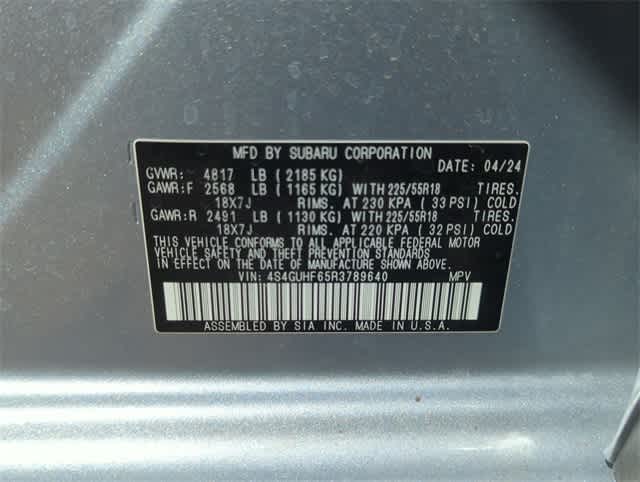 MFD BY SUBARU CORPORATION
GVWR: 4817 LB ( 2185 KG) DATE: 04/24
GAWR:F 2568 LB ( 1165 KG) WITH 225/55R18 TIRES.
18X7J RIMS. AT 230 KPA ( 33 PSI) COLD
GAWR:R 2491 LB ( 1130 KG) WITH 225/55R18 TIRES.
18X7J RIMS. AT 220 KPA ( 32 PSI) COLD
THIS VEHICLE CONFORMS TO ALL APPLICABLE FEDERAL MOTOR
VEHICLE SAFETY AND THEFT PREVENTION STANDARDS
IN EFFECT ON THE DATE OF MANUFACTURE SHOWN ABOVE.
VIN: 4S4GUHF65R3789640 MPV
ASSEMBLED BY SIA INC. MADE IN U.S.A.